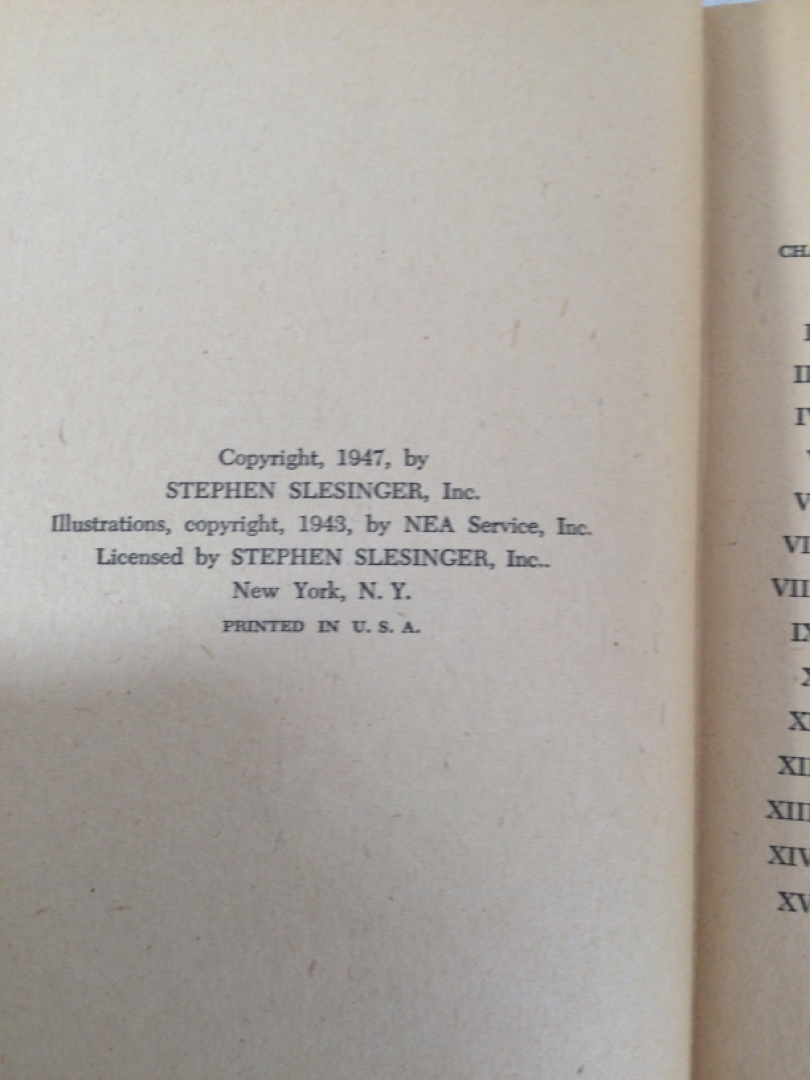 Copyright, 1947, by
STEPHEN SLESINGER, Inc.
Illustrations, copyright, 1943, by NEA Service, Inc.
Licensed by STEPHEN SLESINGER, Inc..
New York, N. Y.
PRINTED IN U. S. A.